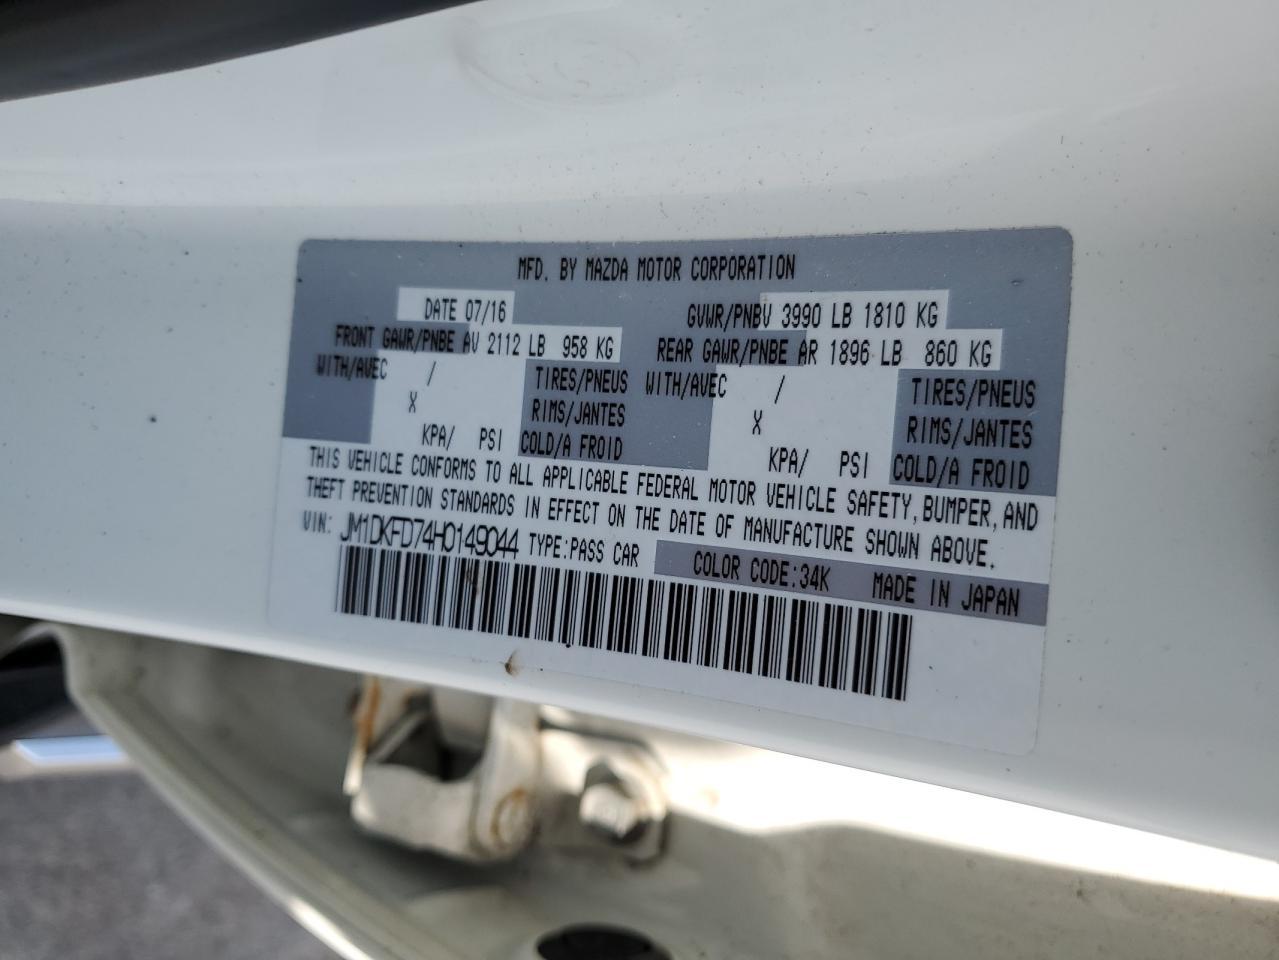 MFD. BY MAZDA MOTOR CORPORATION
DATE 07/16 GVWR/PNBV 3990 LB 1810 KG
FRONT GAWR/PNBE AV 2112 LB 958 KG REAR GAWR/PNBE AR 1896 LB 860 KG
WITH/AVEC / TIRES/PNEUS WITH/AVEC / TIRES/PNEUS
X RIMS/JANTES X RIMS/JANTES
KPA/ PSI COLD/A FROID KPA/ PSI COLD/A FROID
THIS VEHICLE CONFORMS TO ALL APPLICABLE FEDERAL MOTOR VEHICLE SAFETY, BUMPER, AND
THEFT PREVENTION STANDARDS IN EFFECT ON THE DATE OF MANUFACTURE SHOWN ABOVE.
VIN: JM1DKFD74H0149044 TYPE:PASS CAR COLOR CODE:34K MADE IN JAPAN